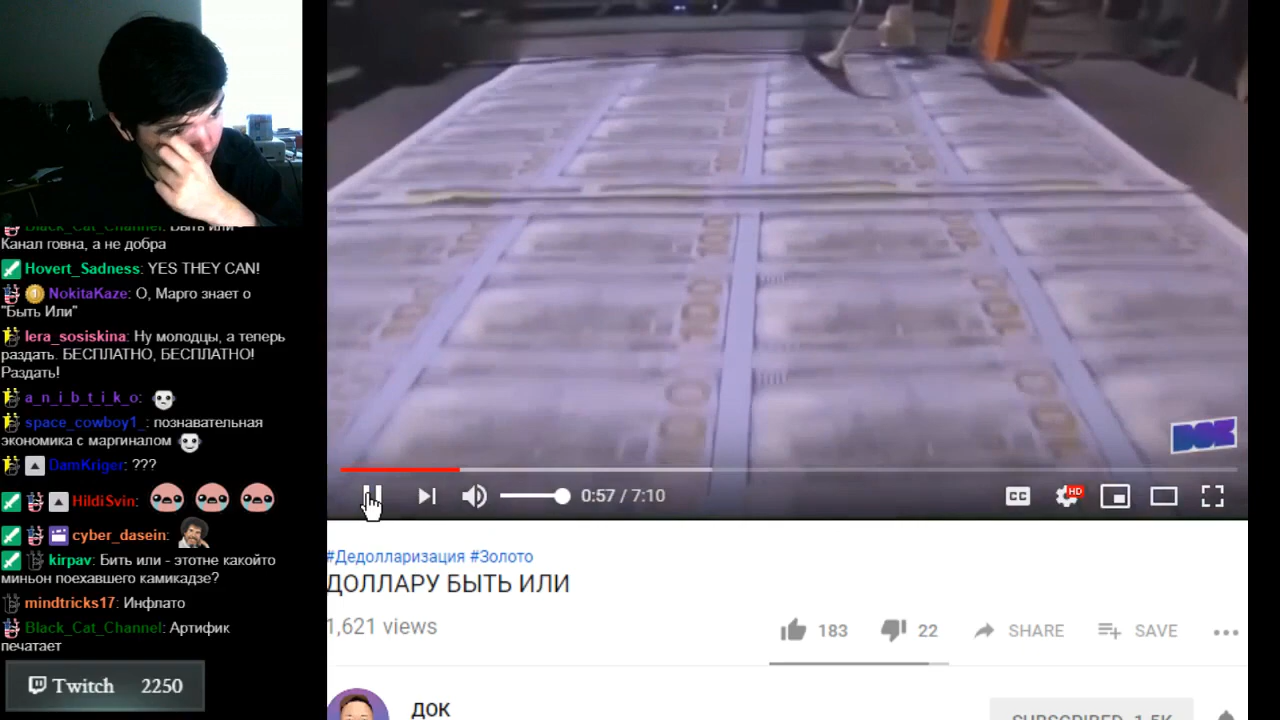 Black_Cat_Channel: Быть или -
Канал говна, а не добра
Hovert_Sadness: YES THEY CAN!
NokitaKaze: О, Марго знает о
"Быть Или"
lera_sosiskina: Ну молодцы, а теперь
раздать. БЕСПЛАТНО, БЕСПЛАТНО!
Раздать!
a_n_i_b_t_i_k_o:
space_cowboy1_: познавательная
экономика с маргиналом
DamKriger: ???
HildiSvin:
cyber_dasein:
kirpav: Бить или - этотне какойто
миньон поехавшего камикадзе?
mindtricks17: Инфлато
Black_Cat_Channel: Артифик
печатает
Twitch 2250
DOK
0:57 / 7:10
CC
HD
#Дедолларизация #Золото
ДОЛЛАРУ БЫТЬ ИЛИ
1,621 views
183
22
SHARE
SAVE
ДОК
SUBSCRIBED 1.5K